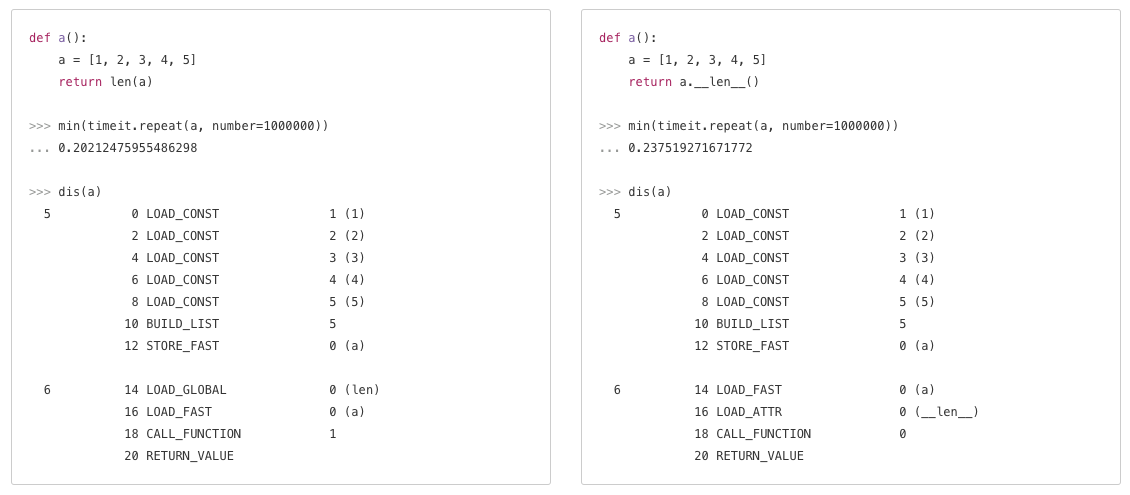 def a():
    a = [1, 2, 3, 4, 5]
    return len(a)
>>> min(timeit.repeat(a, number=1000000))
... 0.20212475955486298
>>> dis(a)
  5           0 LOAD_CONST               1 (1)
              2 LOAD_CONST               2 (2)
              4 LOAD_CONST               3 (3)
              6 LOAD_CONST               4 (4)
              8 LOAD_CONST               5 (5)
             10 BUILD_LIST               5
             12 STORE_FAST               0 (a)
  6          14 LOAD_GLOBAL              0 (len)
             16 LOAD_FAST                0 (a)
             18 CALL_FUNCTION            1
             20 RETURN_VALUE
def a():
    a = [1, 2, 3, 4, 5]
    return a.__len__()
>>> min(timeit.repeat(a, number=1000000))
... 0.237519271671772
>>> dis(a)
  5           0 LOAD_CONST               1 (1)
              2 LOAD_CONST               2 (2)
              4 LOAD_CONST               3 (3)
              6 LOAD_CONST               4 (4)
              8 LOAD_CONST               5 (5)
             10 BUILD_LIST               5
             12 STORE_FAST               0 (a)
  6          14 LOAD_FAST                0 (a)
             16 LOAD_ATTR                0 (__len__)
             18 CALL_FUNCTION            0
             20 RETURN_VALUE